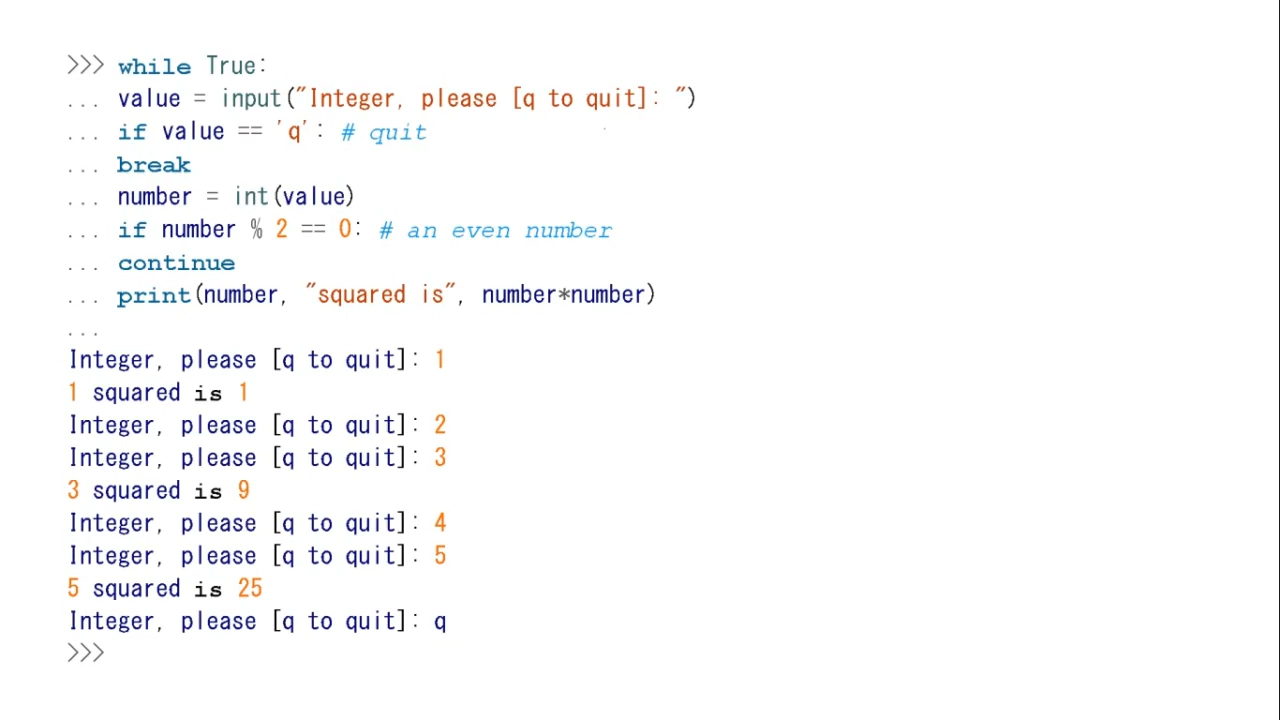 >>> while True:
... value = input("Integer, please [q to quit]: ")
... if value == 'q': # quit
... break
... number = int(value)
... if number % 2 == 0: # an even number
... continue
... print(number, "squared is", number*number)
...
Integer, please [q to quit]: 1
1 squared is 1
Integer, please [q to quit]: 2
Integer, please [q to quit]: 3
3 squared is 9
Integer, please [q to quit]: 4
Integer, please [q to quit]: 5
5 squared is 25
Integer, please [q to quit]: q
>>>